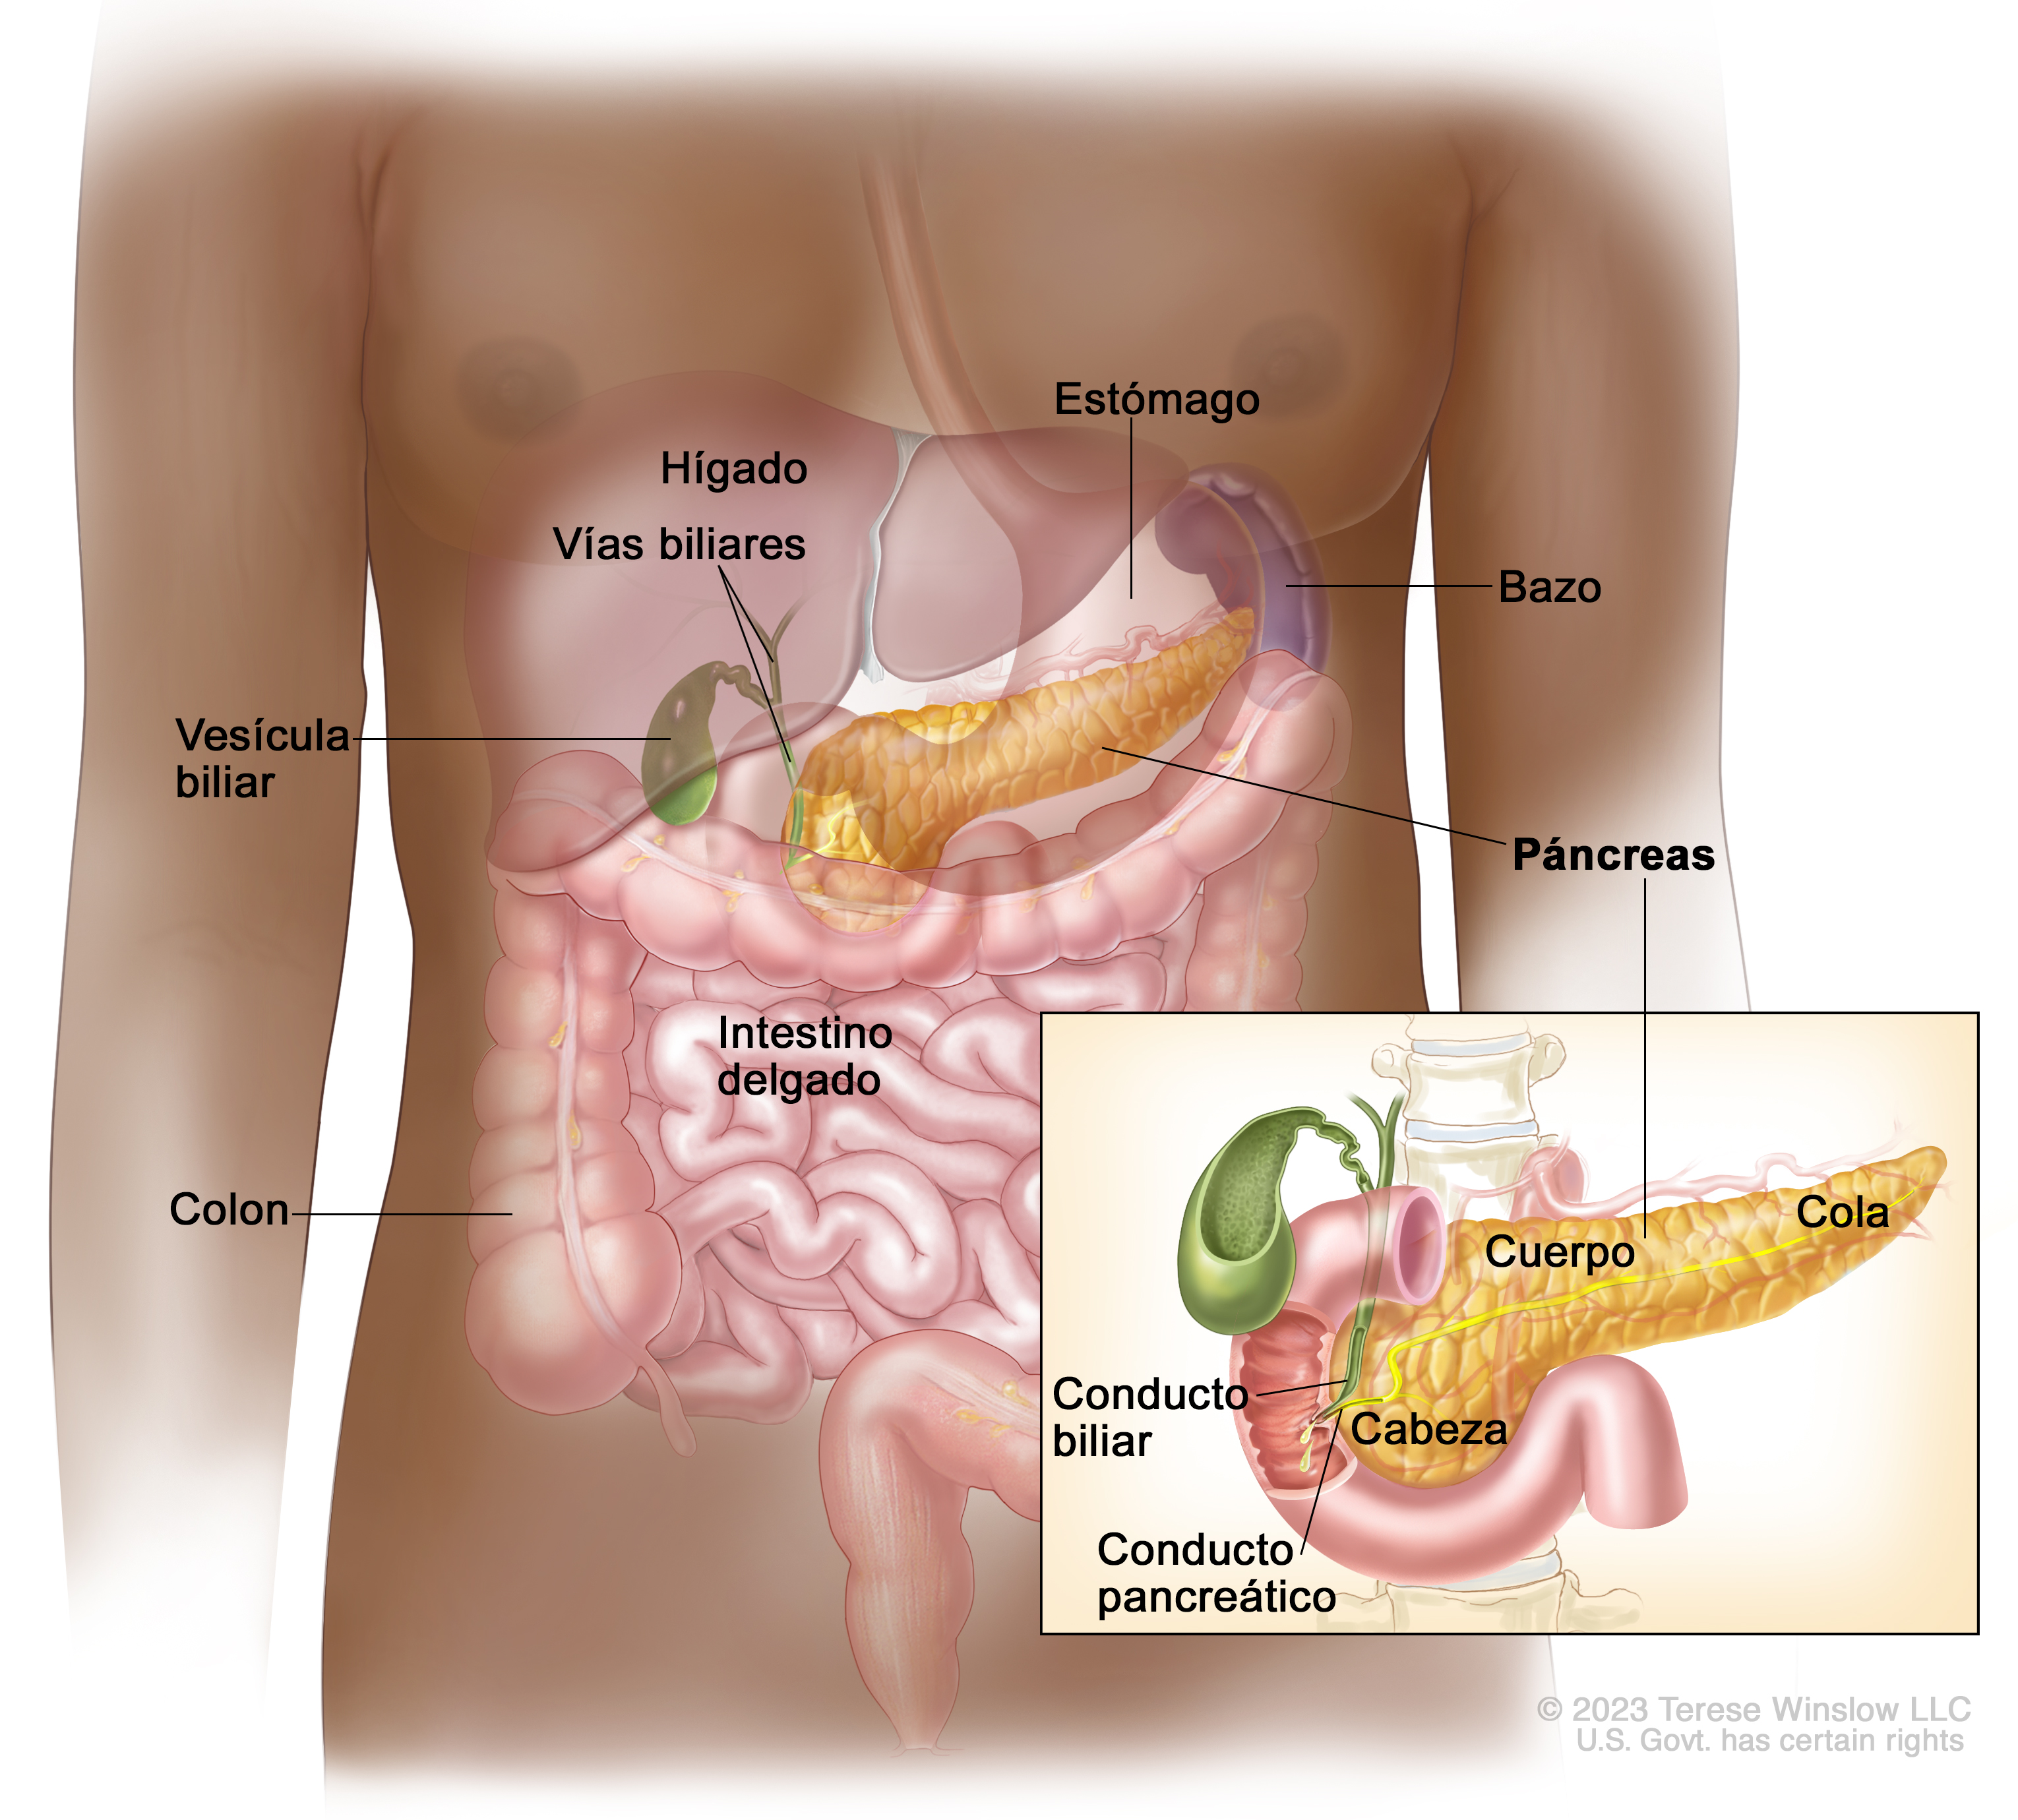 Estómago
Hígado
Vías biliares
Bazo
Vesícula
biliar
Páncreas
Intestino
delgado
Colon
Cola
Cuerpo
Conducto
biliar
Cabeza
Conducto
pancreático
© 2023 Terese Winslow LLC
U.S. Govt. has certain rights